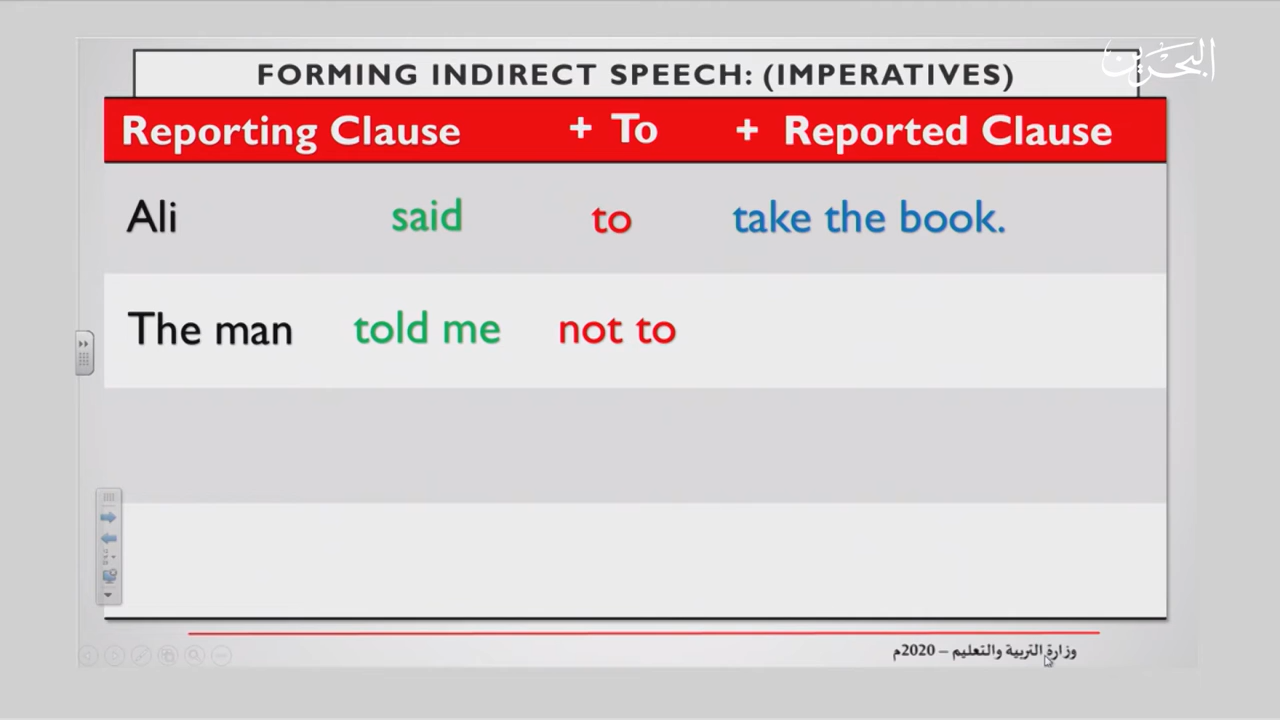 البحرين
FORMING INDIRECT SPEECH: (IMPERATIVES)
Reporting Clause + To + Reported Clause
Ali said to take the book.
The man told me not to
وزارة التربية والتعليم – 2020م